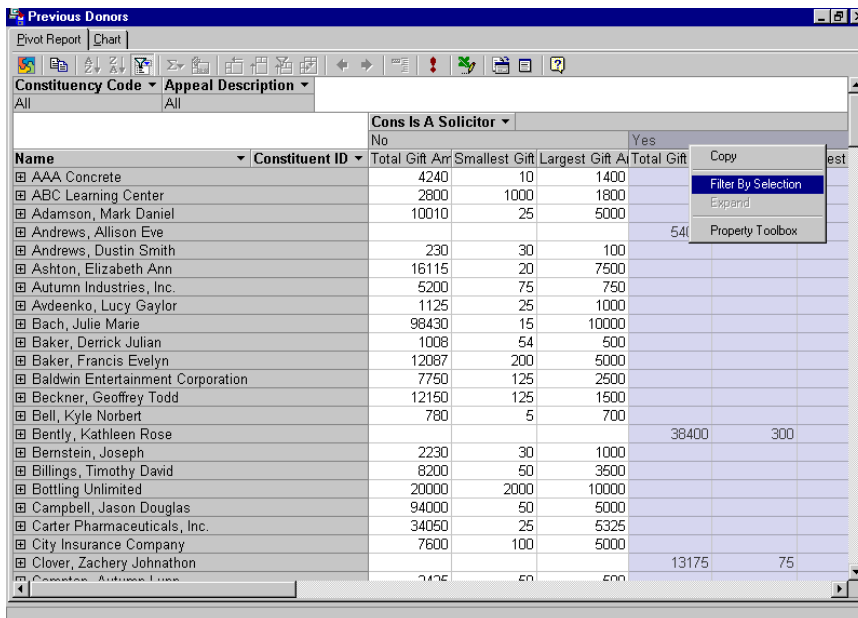 Previous Donors
Pivot Report Chart
Constituency Code Appeal Description
All All
Cons Is A Solicitor
No Yes
Name Constituent ID Total Gift Am Smallest Gift Largest Gift A Total Gift est
Copy
Filter By Selection
Expand
Property Toolbox
AAA Concrete 4240 10 1400
ABC Learning Center 2800 1000 1800
Adamson, Mark Daniel 10010 25 5000
Andrews, Allison Eve 540
Andrews, Dustin Smith 230 30 100
Ashton, Elizabeth Ann 16115 20 7500
Autumn Industries, Inc. 5200 75 750
Avdeenko, Lucy Gaylor 1125 25 1000
Bach, Julie Marie 98430 15 10000
Baker, Derrick Julian 1008 54 500
Baker, Francis Evelyn 12087 200 5000
Baldwin Entertainment Corporation 7750 125 2500
Beckner, Geoffrey Todd 12150 125 1500
Bell, Kyle Norbert 780 5 700
Bently, Kathleen Rose 38400 300
Bernstein, Joseph 2230 30 1000
Billings, Timothy David 8200 50 3500
Bottling Unlimited 20000 2000 10000
Campbell, Jason Douglas 94000 50 5000
Carter Pharmaceuticals, Inc. 34050 25 5325
City Insurance Company 7600 100 5000
Clover, Zachery Johnathon 13175 75